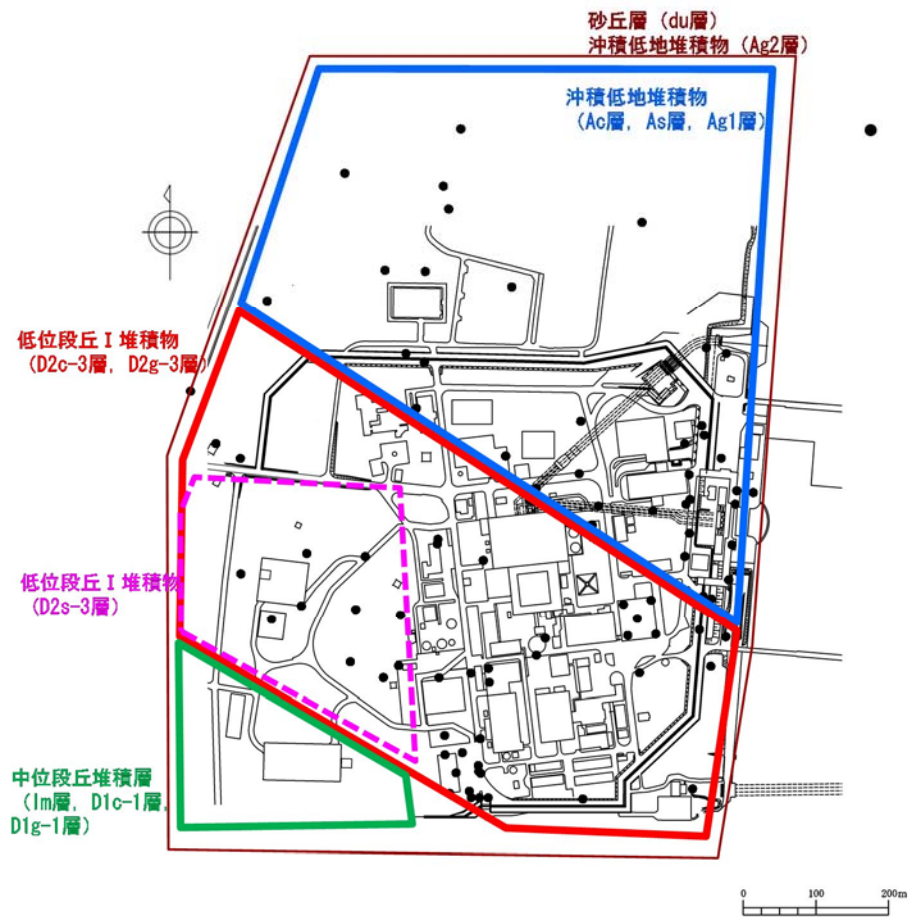 砂丘層（du層）
沖積低地堆積物（Ag2層）
沖積低地堆積物
（Ac層, As層, Ag1層）
低位段丘Ⅰ堆積物
（D2c-3層, D2g-3層）
低位段丘Ⅰ堆積物
（D2s-3層）
中位段丘堆積層
（lm層, D1c-1層,
D1g-1層）
0 100 200m